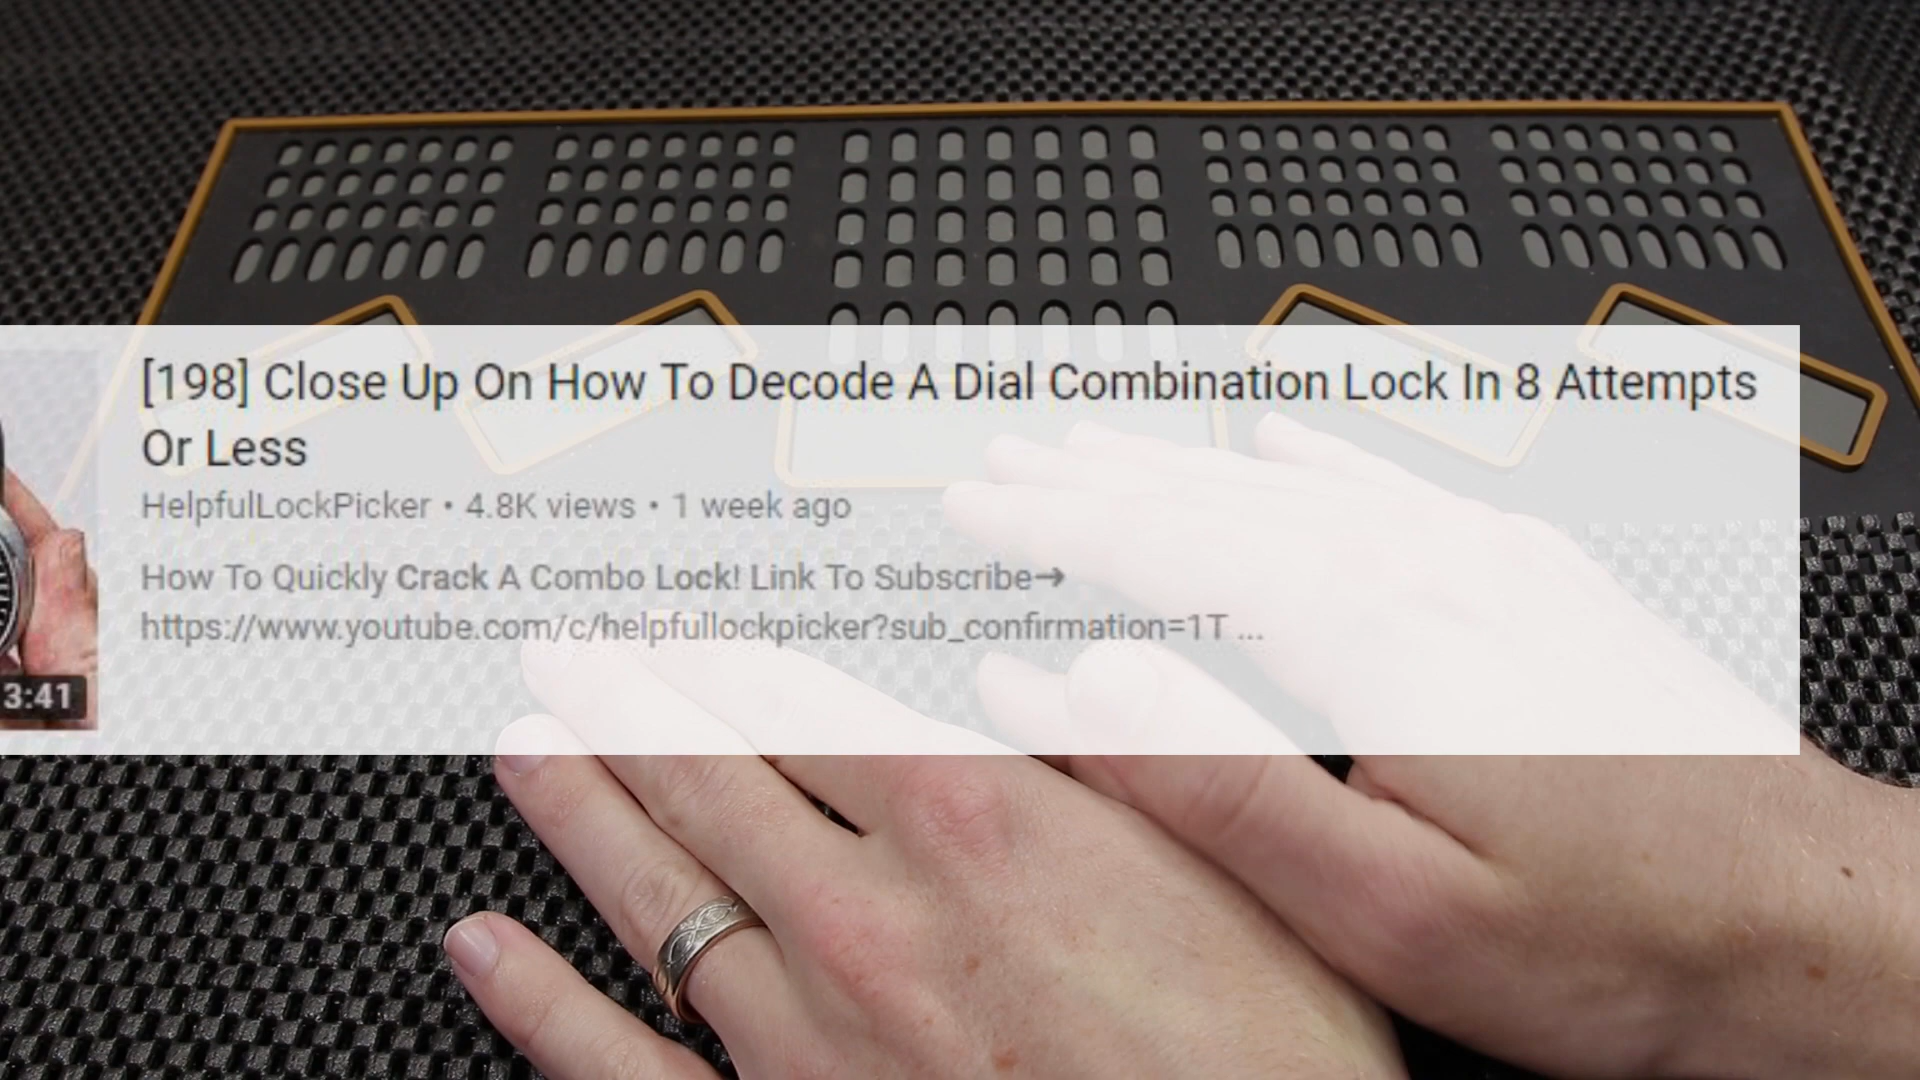 [198] Close Up On How To Decode A Dial Combination Lock In 8 Attempts
Or Less
HelpfulLockPicker • 4.8K views • 1 week ago
How To Quickly Crack A Combo Lock! Link To Subscribe➔
https://www.youtube.com/c/helpfullockpicker?sub_confirmation=1T ...
3:41